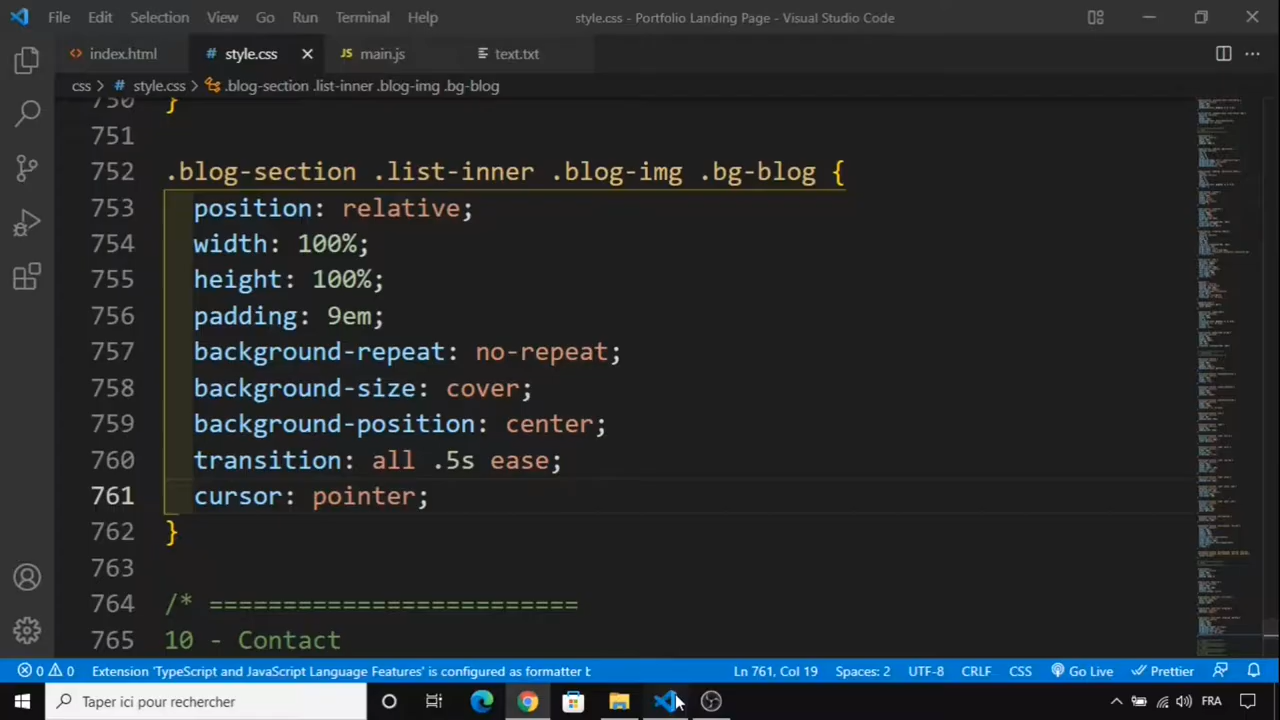 File Edit Selection View Go Run Terminal Help style.css - Portfolio Landing Page - Visual Studio Code
index.html # style.css JS main.js text.txt
css > # style.css > .blog-section .list-inner .blog-img .bg-blog
750 }
751
752 .blog-section .list-inner .blog-img .bg-blog {
753 position: relative;
754 width: 100%;
755 height: 100%;
756 padding: 9em;
757 background-repeat: no-repeat;
758 background-size: cover;
759 background-position: center;
760 transition: all .5s ease;
761 cursor: pointer;
762 }
763
764 /* =========================
765 10 - Contact
0 0 Extension 'TypeScript and JavaScript Language Features' is configured as formatter b Ln 761, Col 19 Spaces: 2 UTF-8 CRLF CSS Go Live Prettier
Taper ici pour rechercher FRA